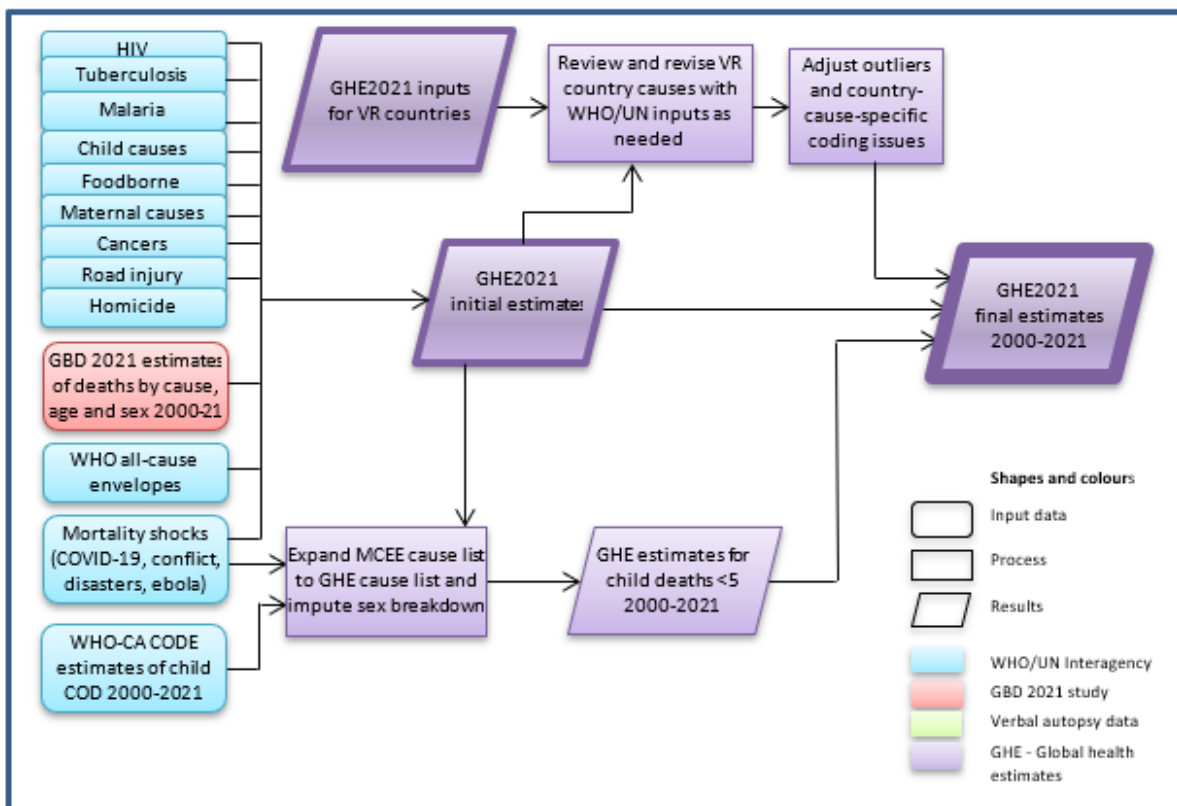 HIV
Tuberculosis
Malaria
Child causes
Foodborne
Maternal causes
Cancers
Road injury
Homicide
GBD 2021 estimates
of deaths by cause,
age and sex 2000-21
WHO all-cause
envelopes
Mortality shocks
(COVID-19, conflict,
disasters, ebola)
WHO-CA CODE
estimates of child
COD 2000-2021
GHE2021 inputs
for VR countries
Review and revise VR
country causes with
WHO/UN inputs as
needed
Adjust outliers
and country-
cause-specific
coding issues
GHE2021
initial estimates
GHE2021
final estimates
2000-2021
Expand MCEE cause list
to GHE cause list and
impute sex breakdown
GHE estimates for
child deaths <5
2000-2021
Shapes and colours
Input data
Process
Results
WHO/UN Interagency
GBD 2021 study
Verbal autopsy data
GHE - Global health
estimates